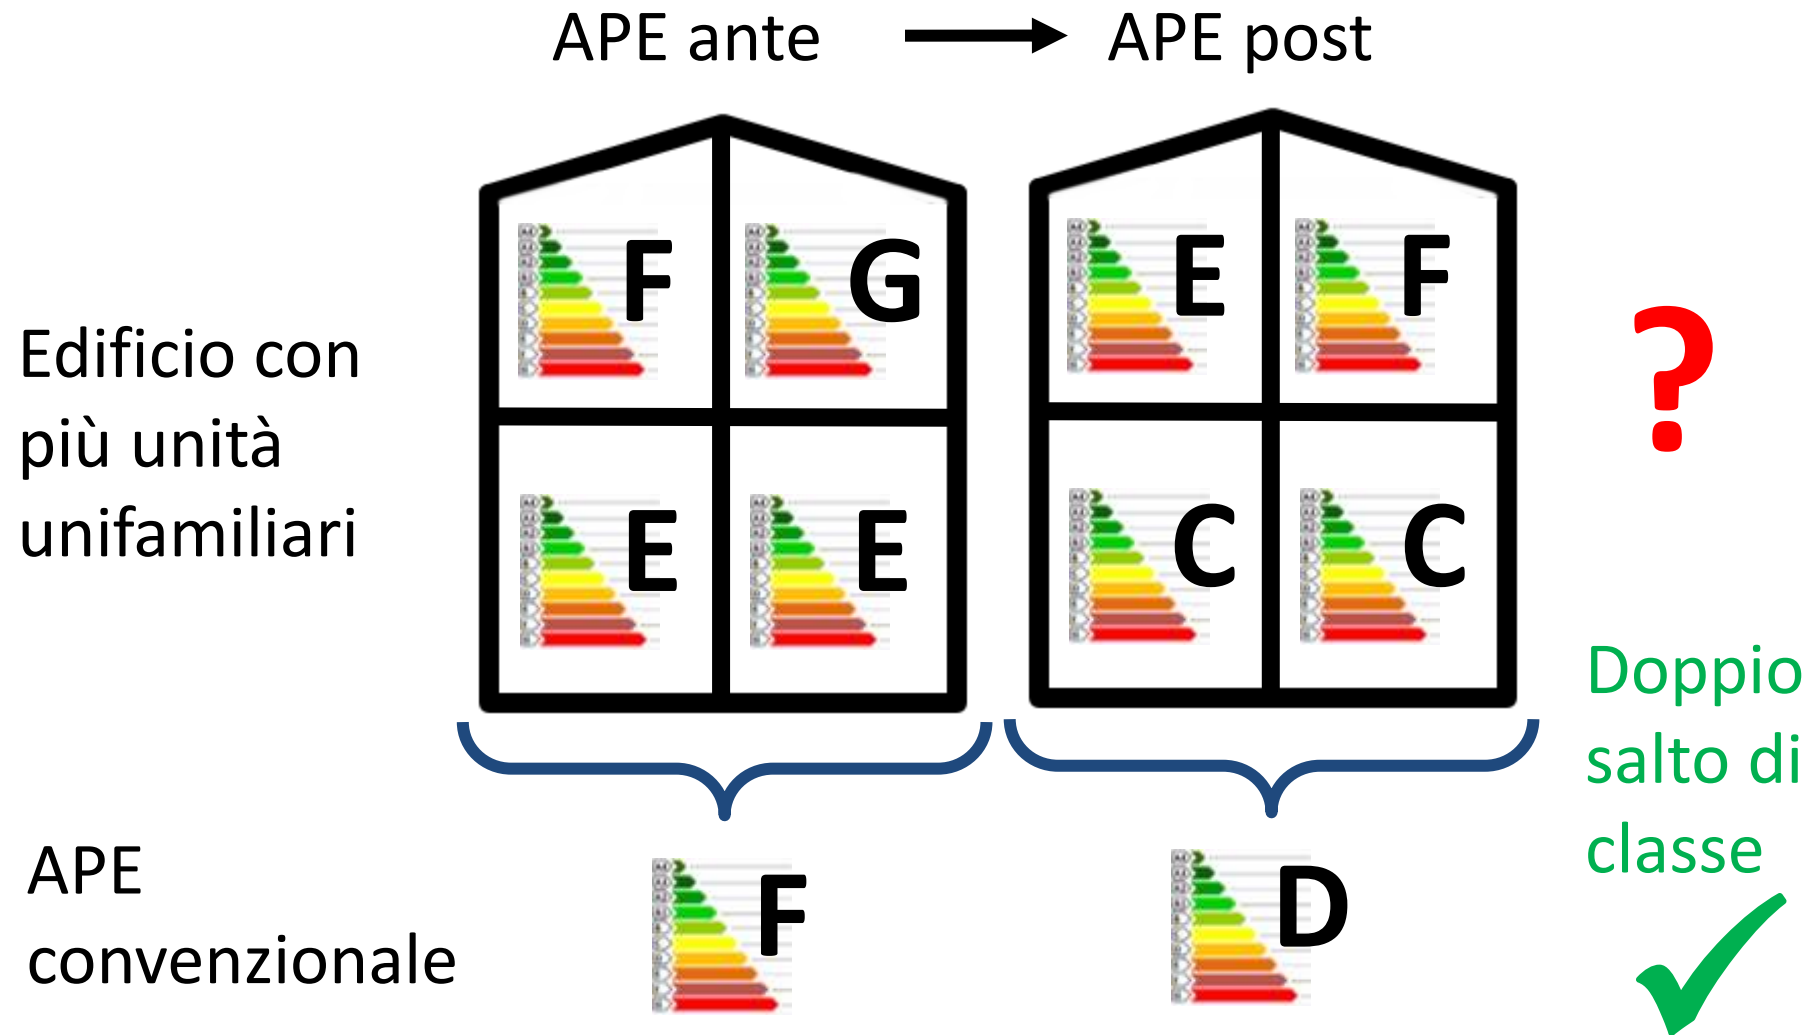 APE ante
APE post
F
G
E
F
Edificio con
più unità
unifamiliari
?
E
E
C
C
Doppio
salto di
classe
APE
convenzionale
F
D